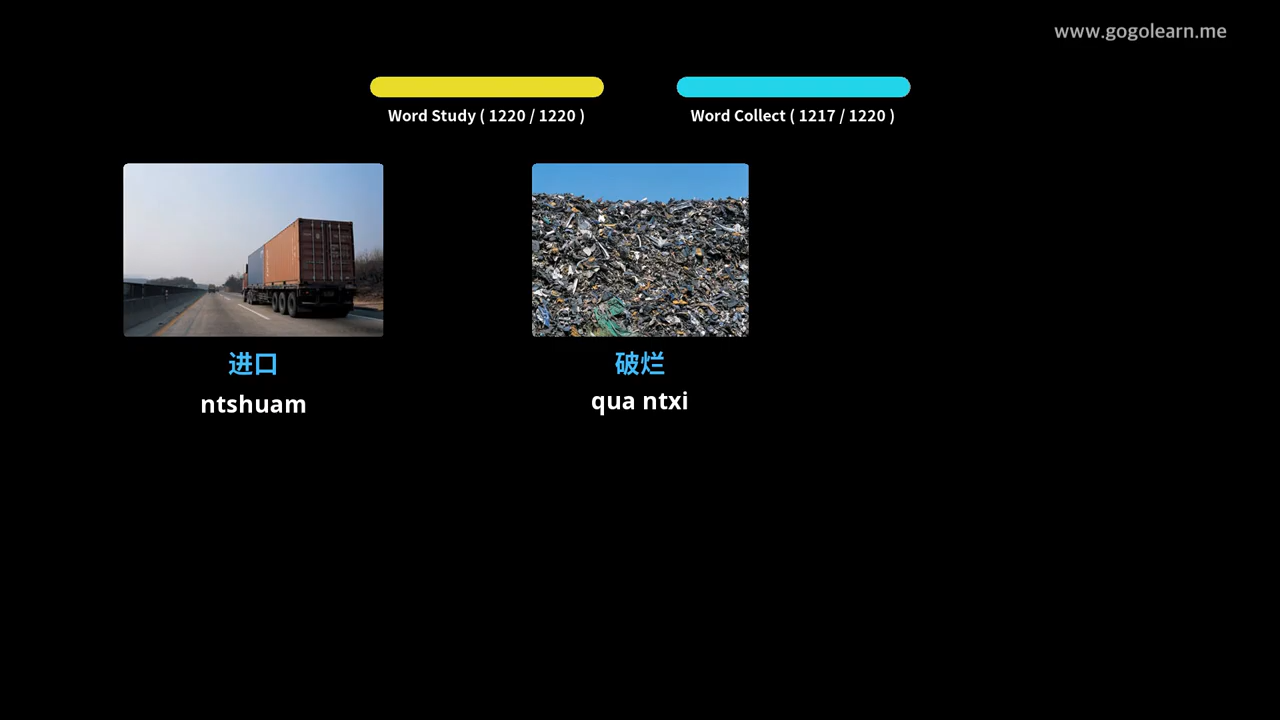 www.gogolearn.me
Word Study ( 1220 / 1220 )
Word Collect ( 1217 / 1220 )
进口
ntshuam
破烂
qua ntxi